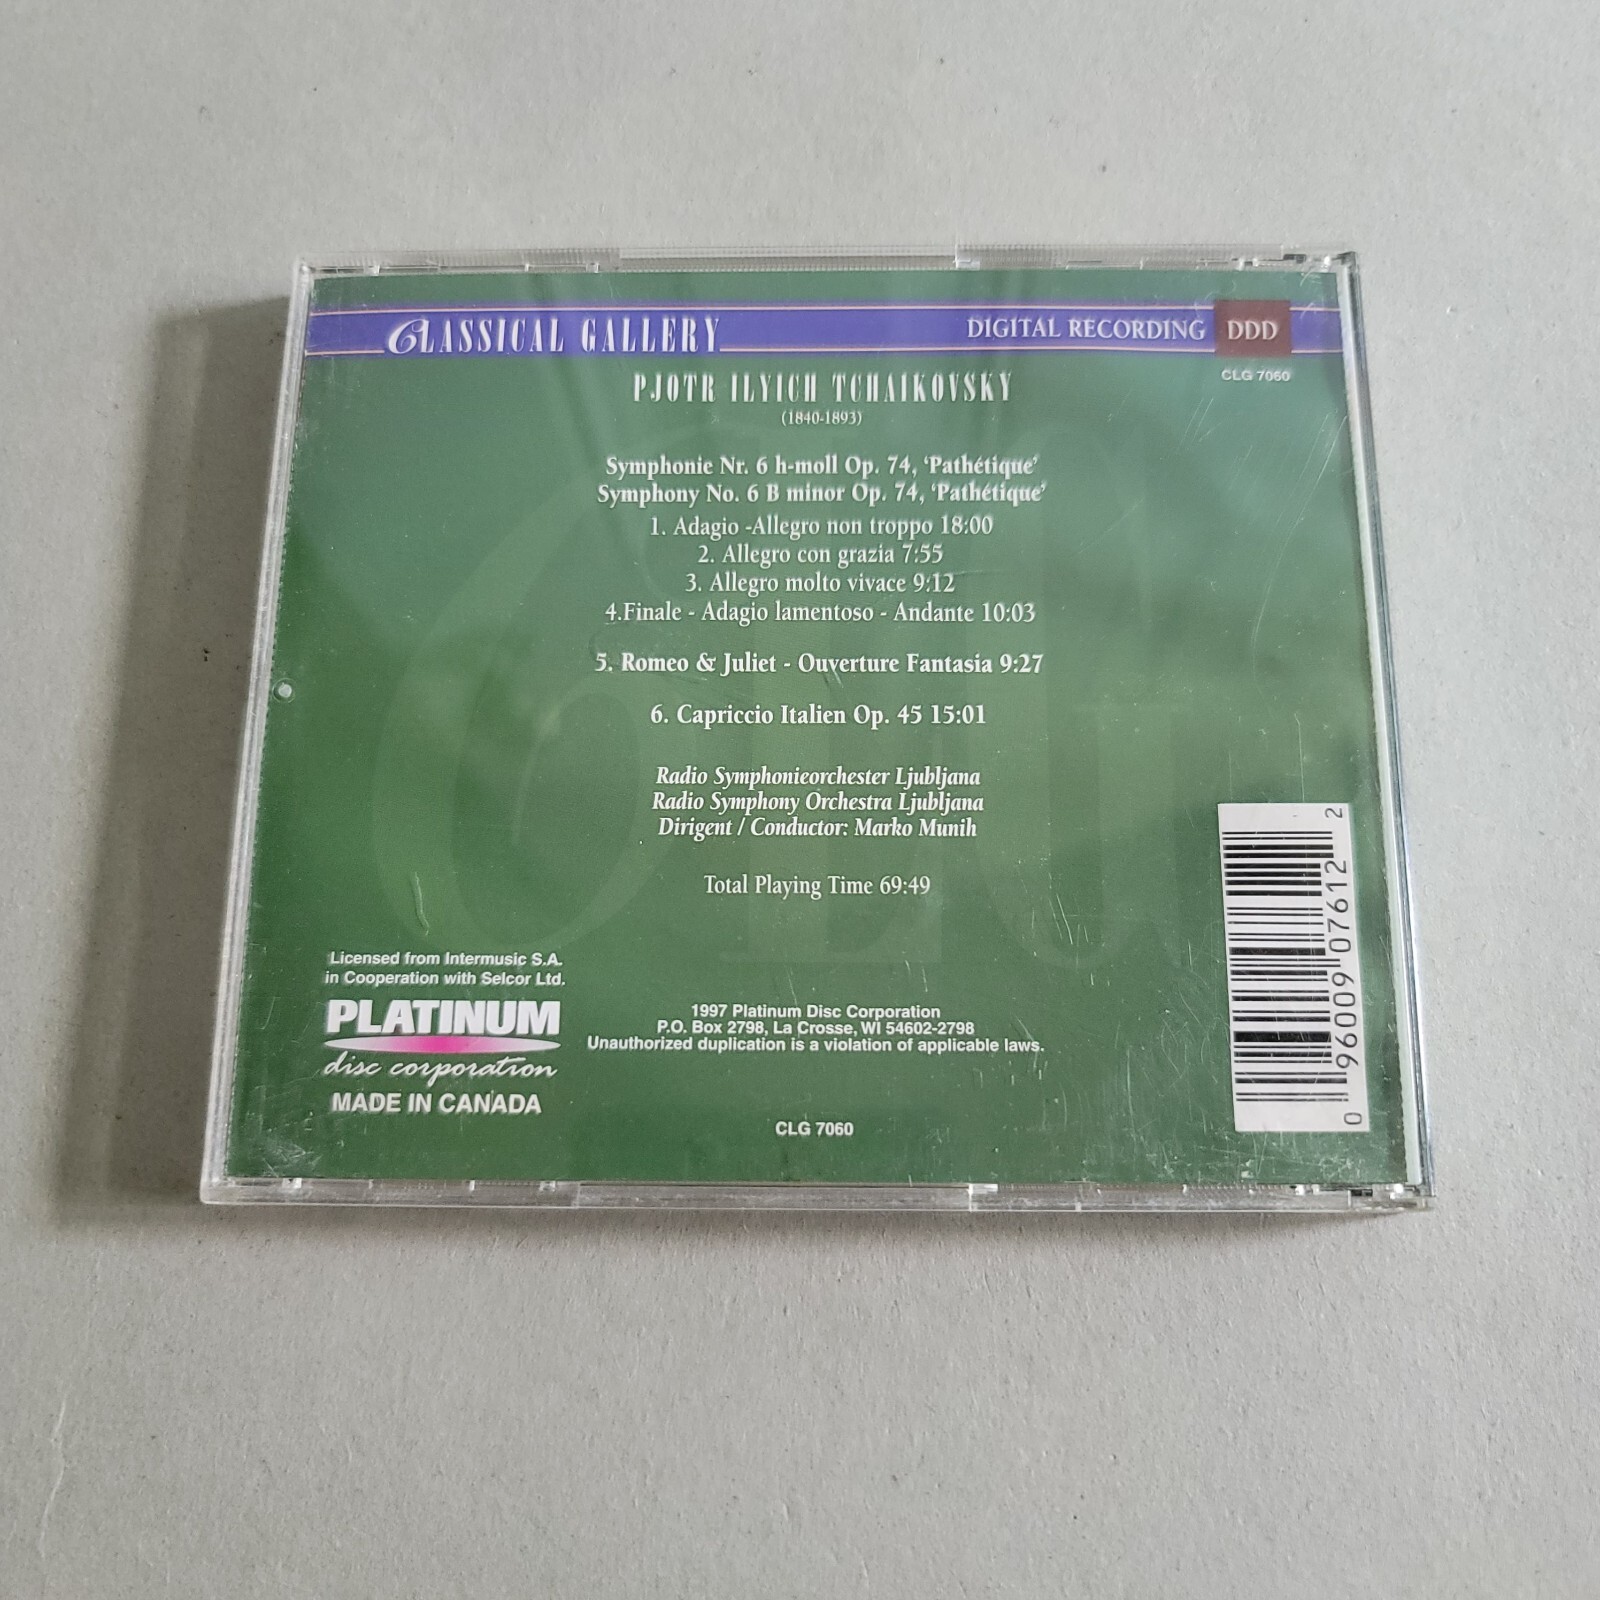 CLASSICAL GALLERY
DIGITAL RECORDING DDD
CLG 7060
PJOTR ILYICH TCHAIKOVSKY
(1840-1893)
Symphonie Nr. 6 h-moll Op. 74, 'Pathétique'
Symphony No. 6 B minor Op. 74, 'Pathétique'
1. Adagio -Allegro non troppo 18:00
2. Allegro con grazia 7:55
3. Allegro molto vivace 9:12
4.Finale - Adagio lamentoso - Andante 10:03
5. Romeo & Juliet - Ouverture Fantasia 9:27
6. Capriccio Italien Op. 45 15:01
Radio Symphonieorchester Ljubljana
Radio Symphony Orchestra Ljubljana
Dirigent / Conductor: Marko Munih
Total Playing Time 69:49
Licensed from Intermusic S.A.
in Cooperation with Selcor Ltd.
PLATINUM
disc corporation
MADE IN CANADA
1997 Platinum Disc Corporation
P.O. Box 2798, La Crosse, WI 54602-2798
Unauthorized duplication is a violation of applicable laws.
CLG 7060
0 96009 07612 2
CLG